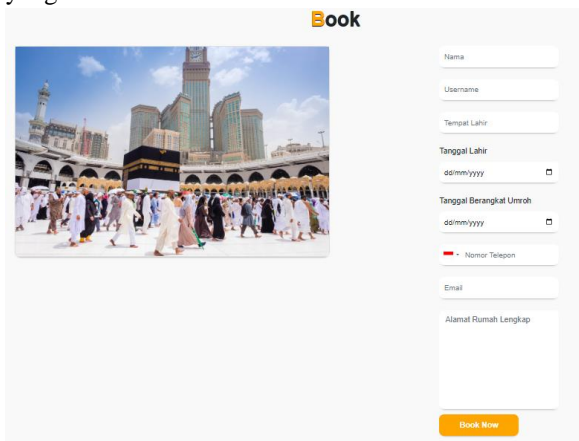 Book
Nama
Username
Tempat Lahir
Tanggal Lahir
dd/mm/yyyy
Tanggal Berangkat Umroh
dd/mm/yyyy
Nomor Telepon
Email
Alamat Rumah Lengkap
Book Now